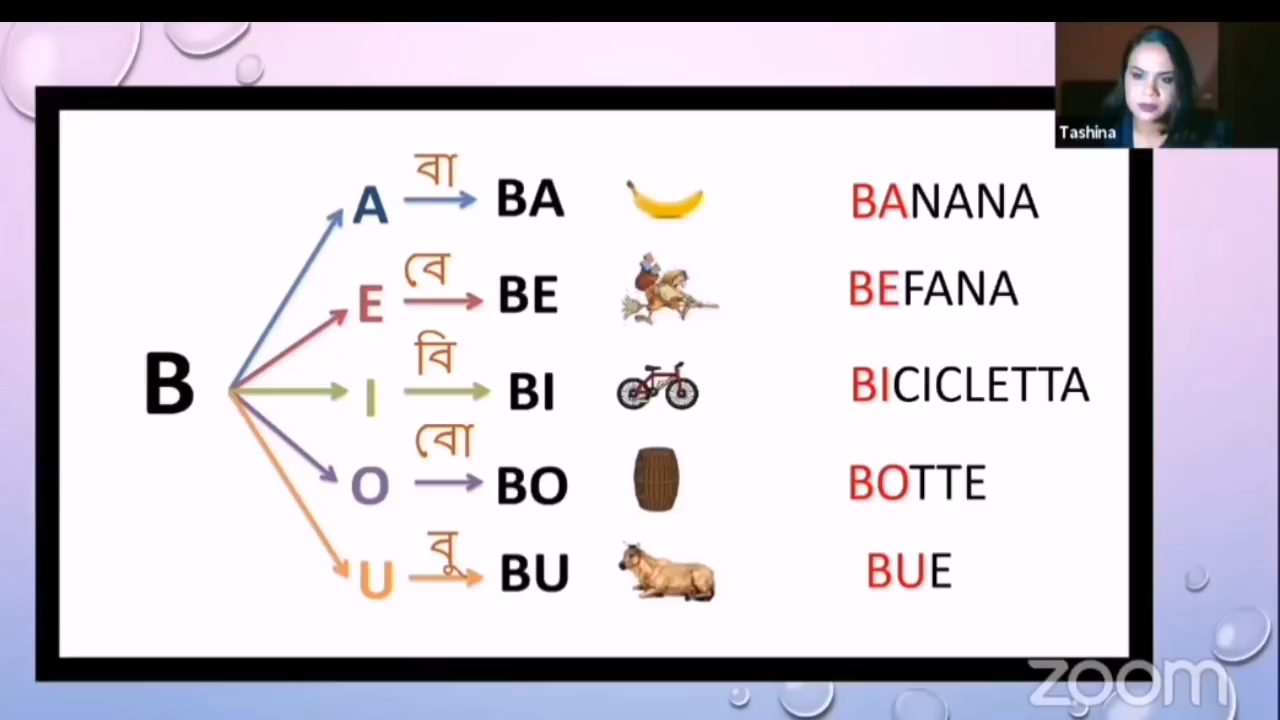 Tashina
বা
A BA BANANA
বে
E BE BEFANA
বি
B I BI BICICLETTA
বো
O BO BOTTE
বু
U BU BUE
zoom